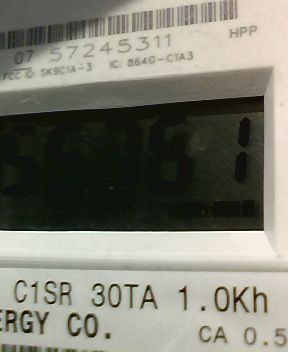 HPP
07 57245311
FCC ID: SK9C1A-3 IC: 864G-C1A3
61
C1SR 30TA 1.0Kh
ERGY CO.
CA 0.5